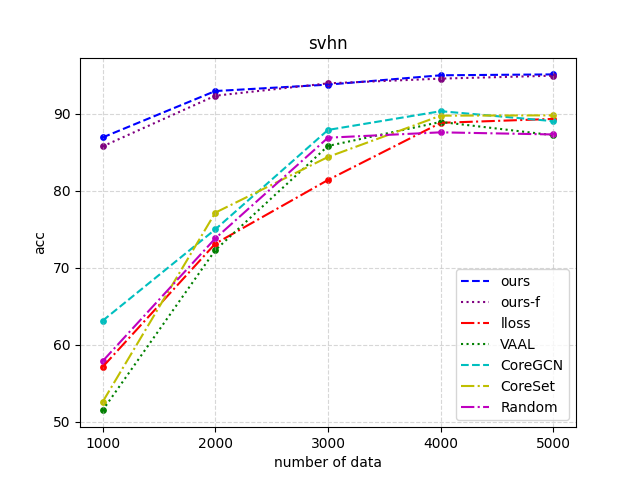 svhn
acc
90
80
70
60
50
1000 2000 3000 4000 5000
number of data
ours
ours-f
lloss
VAAL
CoreGCN
CoreSet
Random